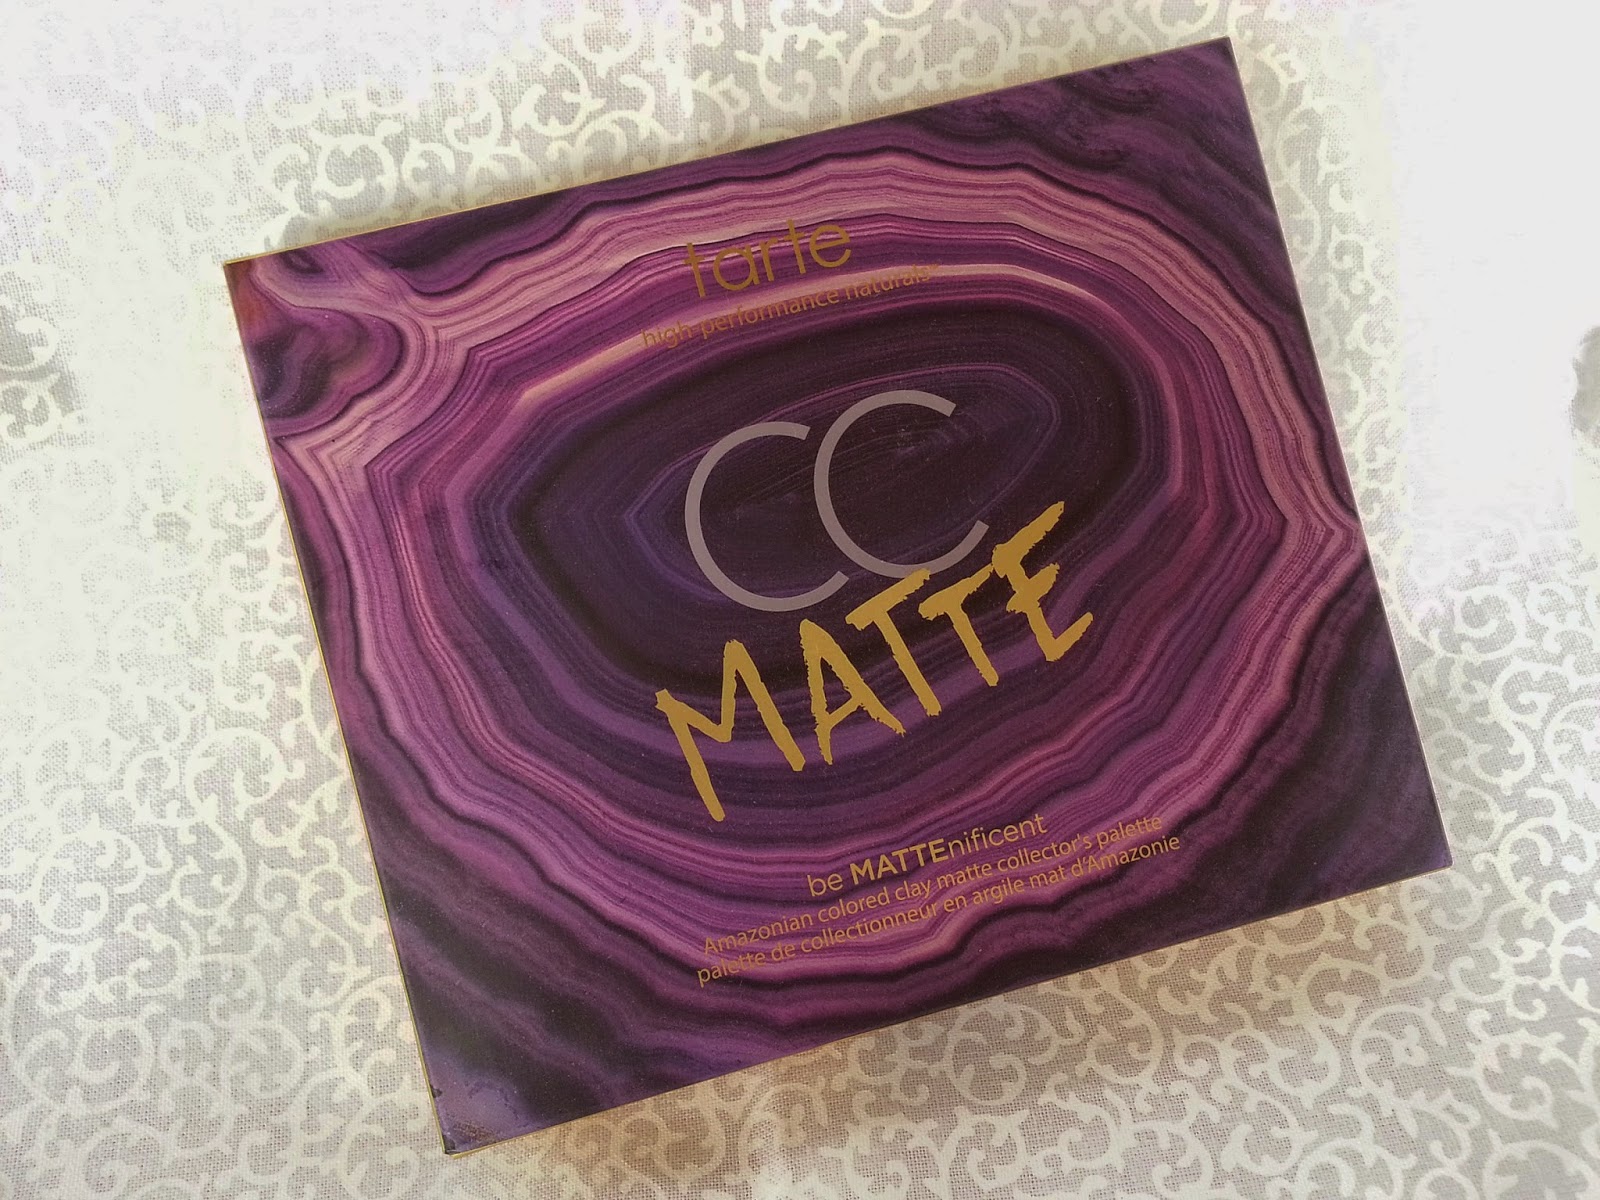 tarte
high-performance naturals™
CC
MATTE
be MATTEnificent
Amazonian colored clay matte collector's palette
palette de collectionneur en argile mat d'Amazonie